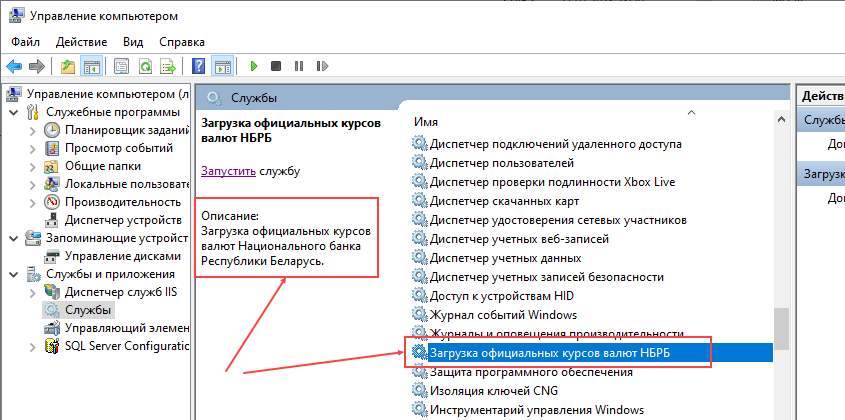 Управление компьютером
Файл Действие Вид Справка
Управление компьютером (л
Служебные программы
Планировщик заданий
Просмотр событий
Общие папки
Локальные пользовате
Производительность
Диспетчер устройств
Запоминающие устройст
Управление дисками
Службы и приложения
Диспетчер служб IIS
Службы
Управляющий элемен
SQL Server Configuratio
Службы
Загрузка официальных курсов
валют НБРБ
Запустить службу
Описание:
Загрузка официальных курсов
валют Национального банка
Республики Беларусь.
Имя
Диспетчер подключений удаленного доступа
Диспетчер пользователей
Диспетчер проверки подлинности Xbox Live
Диспетчер скачанных карт
Диспетчер удостоверения сетевых участников
Диспетчер учетных веб-записей
Диспетчер учетных данных
Диспетчер учетных записей безопасности
Доступ к устройствам HID
Журнал событий Windows
Журналы и оповещения производительности
Загрузка официальных курсов валют НБРБ
Защита программного обеспечения
Изоляция ключей CNG
Инструментарий управления Windows
Действ
Службы
До
Загрузк
До